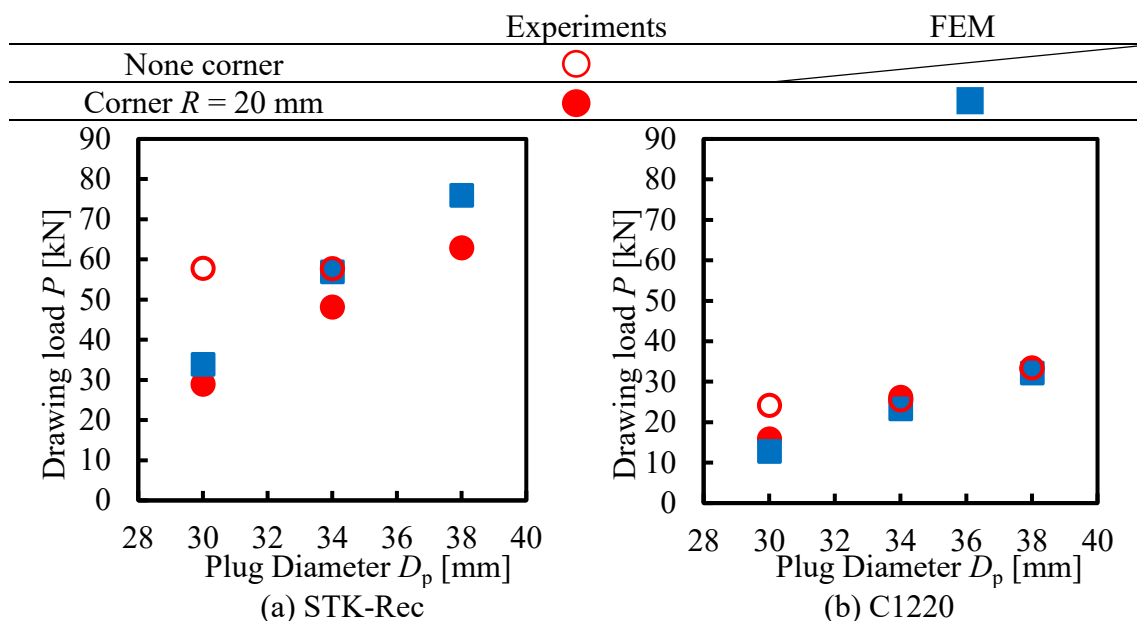 Experiments FEM
None corner
Corner R = 20 mm
90
80
70
60
50
40
30
20
10
0
28 30 32 34 36 38 40
Drawing load P [kN]
Plug Diameter Dp [mm]
(a) STK-Rec
90
80
70
60
50
40
30
20
10
0
28 30 32 34 36 38 40
Drawing load P [kN]
Plug Diameter Dp [mm]
(b) C1220